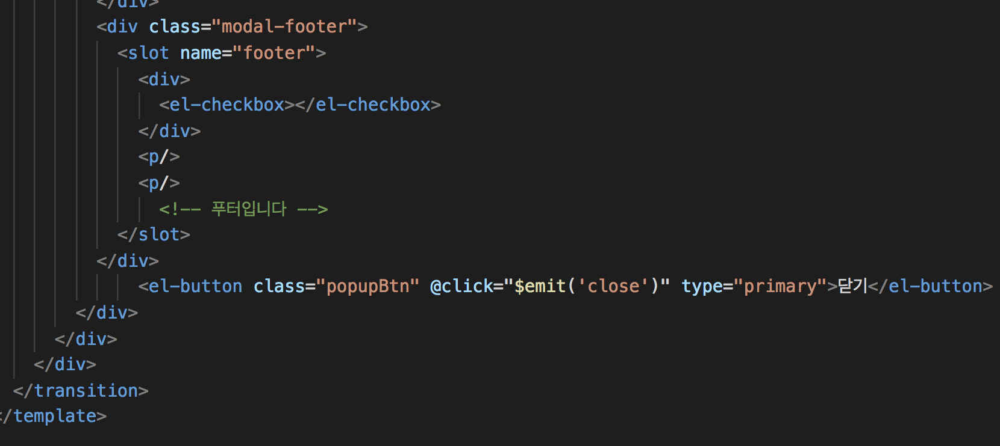 </div>
<div class="modal-footer">
<slot name="footer">
<div>
<el-checkbox></el-checkbox>
</div>
<p/>
<p/>
<!-- 푸터입니다 -->
</slot>
</div>
<el-button class="popupBtn" @click="$emit('close')" type="primary">닫기</el-button>
</div>
</div>
</div>
</transition>
</template>